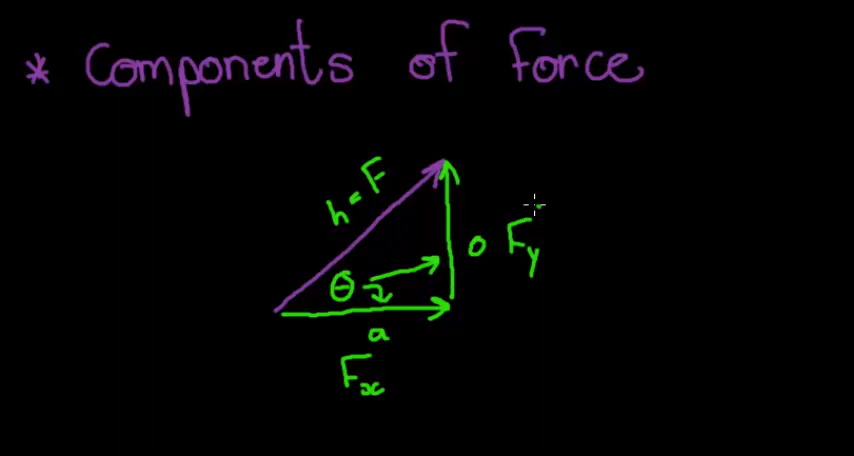 * Components of Force
h = F
θ
o Fy
a
Fx